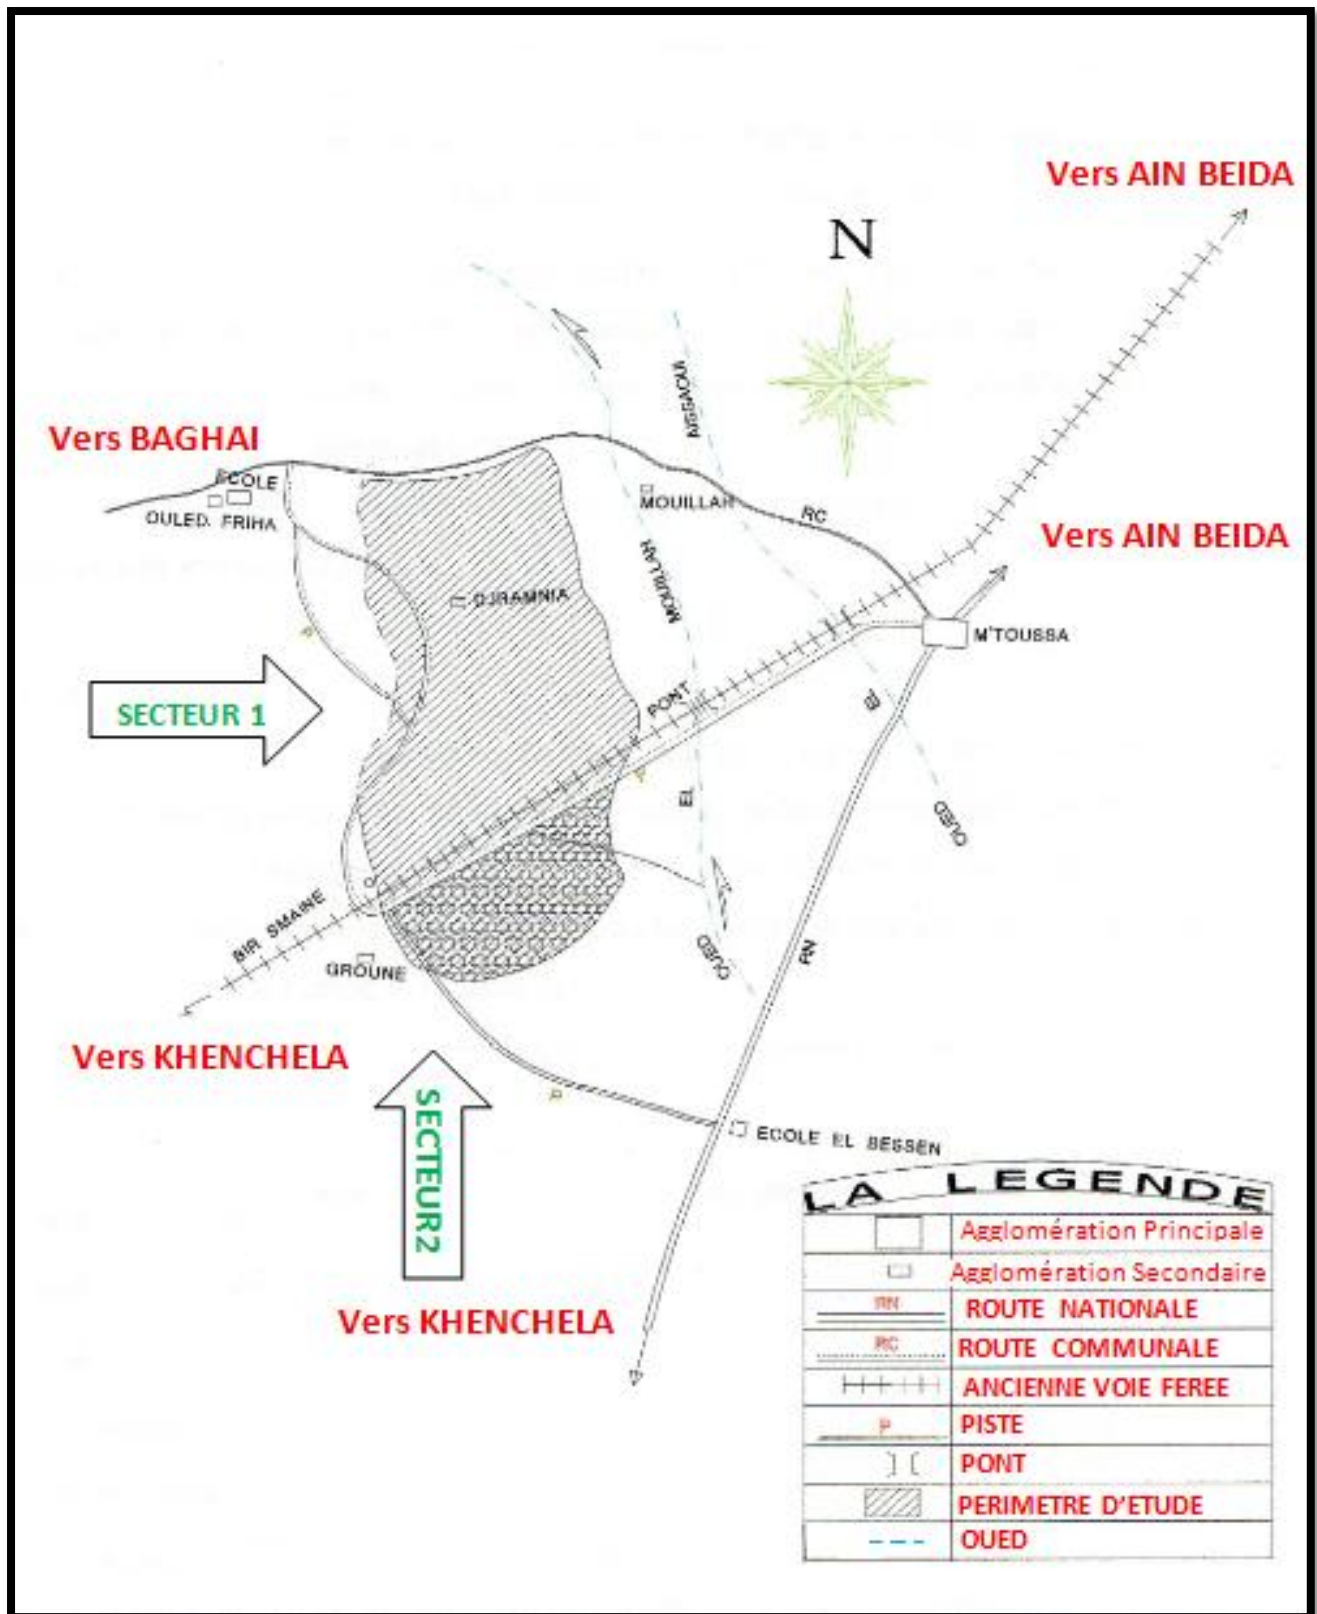 Vers AIN BEIDA
N
AISSAOUI
Vers BAGHAI
ECOLE
OULED. FRIHA
MOUILLAH
RC
Vers AIN BEIDA
MOUILLAH
DJRAMNIA
P
M'TOUSSA
SECTEUR 1
PONT
EL
P
EL
OUED
BIR SMAINE
GROUNE
OUED
RN
Vers KHENCHELA
SECTEUR2
P
ECOLE EL BESSEN
Vers KHENCHELA
LA LEGENDE
Agglomération Principale
Agglomération Secondaire
RN ROUTE NATIONALE
RC ROUTE COMMUNALE
ANCIENNE VOIE FEREE
P PISTE
PONT
PERIMETRE D'ETUDE
OUED